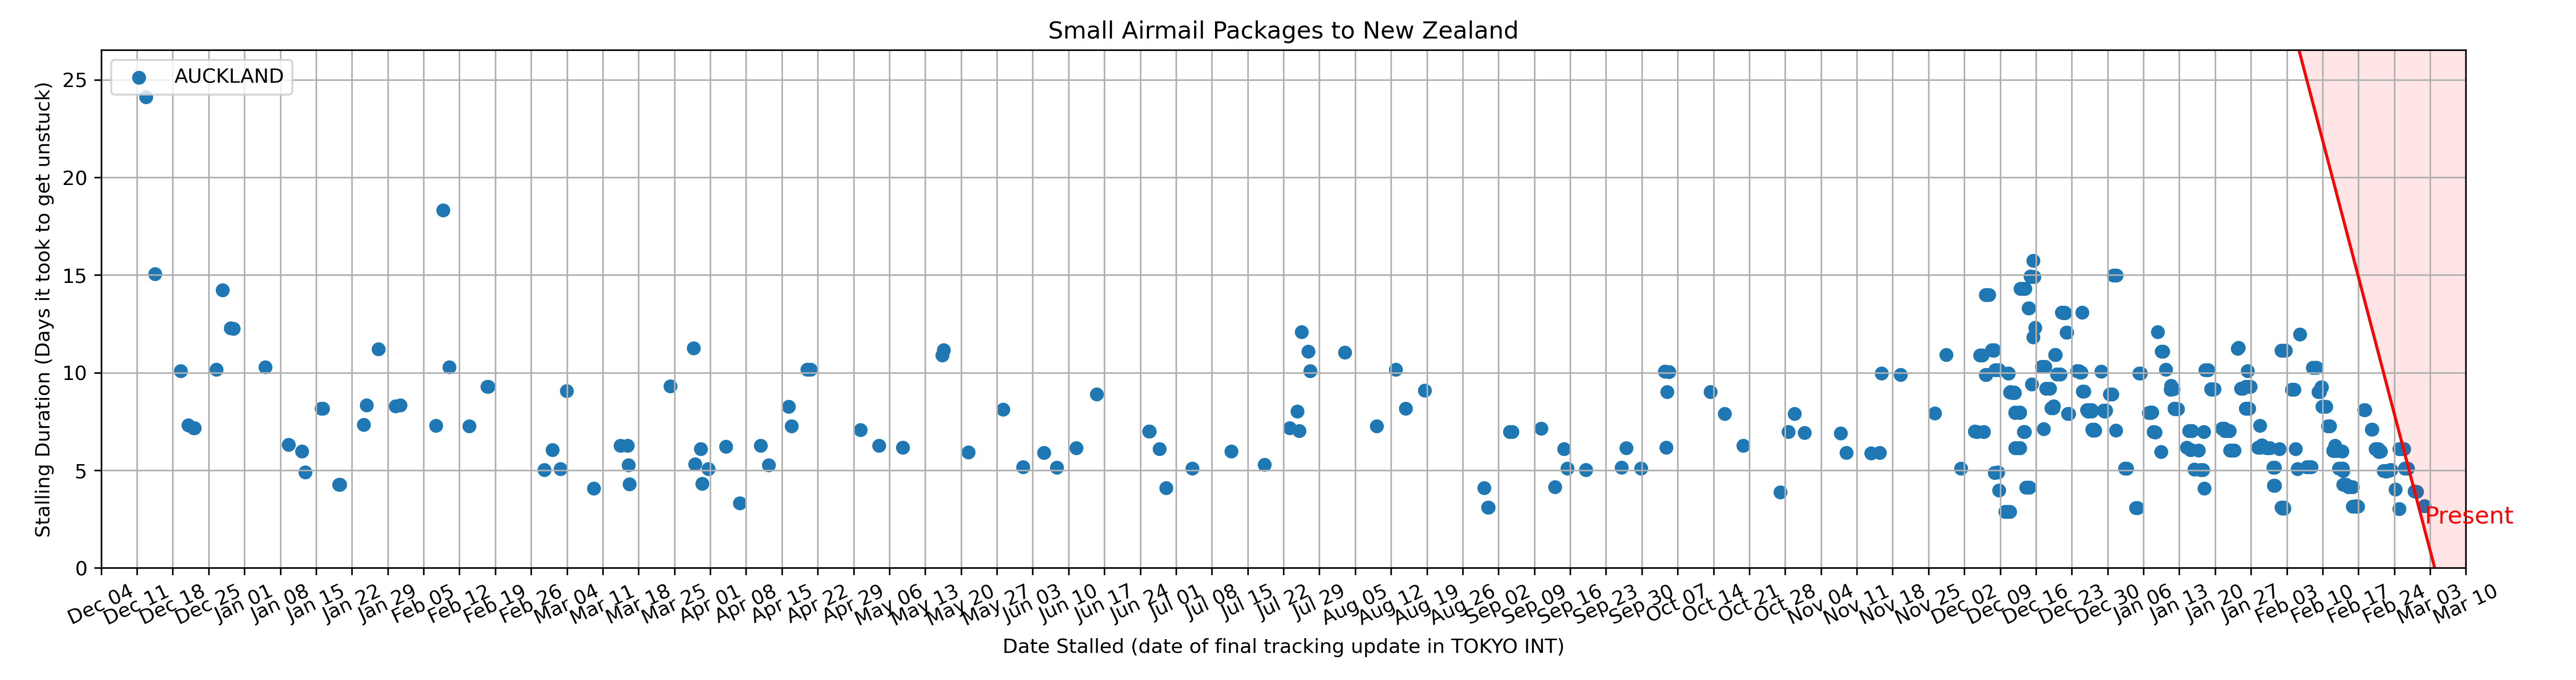 Small Airmail Packages to New Zealand
AUCKLAND
Stalling Duration (Days it took to get unstuck)
25
20
15
10
5
0
Present
Dec 04
Dec 11
Dec 18
Dec 25
Jan 01
Jan 08
Jan 15
Jan 22
Jan 29
Feb 05
Feb 12
Feb 19
Feb 26
Mar 04
Mar 11
Mar 18
Mar 25
Apr 01
Apr 08
Apr 15
Apr 22
Apr 29
May 06
May 13
May 20
May 27
Jun 03
Jun 10
Jun 17
Jun 24
Jul 01
Jul 08
Jul 15
Jul 22
Jul 29
Aug 05
Aug 12
Aug 19
Aug 26
Sep 02
Sep 09
Sep 16
Sep 23
Sep 30
Oct 07
Oct 14
Oct 21
Oct 28
Nov 04
Nov 11
Nov 18
Nov 25
Dec 02
Dec 09
Dec 16
Dec 23
Dec 30
Jan 06
Jan 13
Jan 20
Jan 27
Feb 03
Feb 10
Feb 17
Feb 24
Mar 03
Mar 10
Date Stalled (date of final tracking update in TOKYO INT)